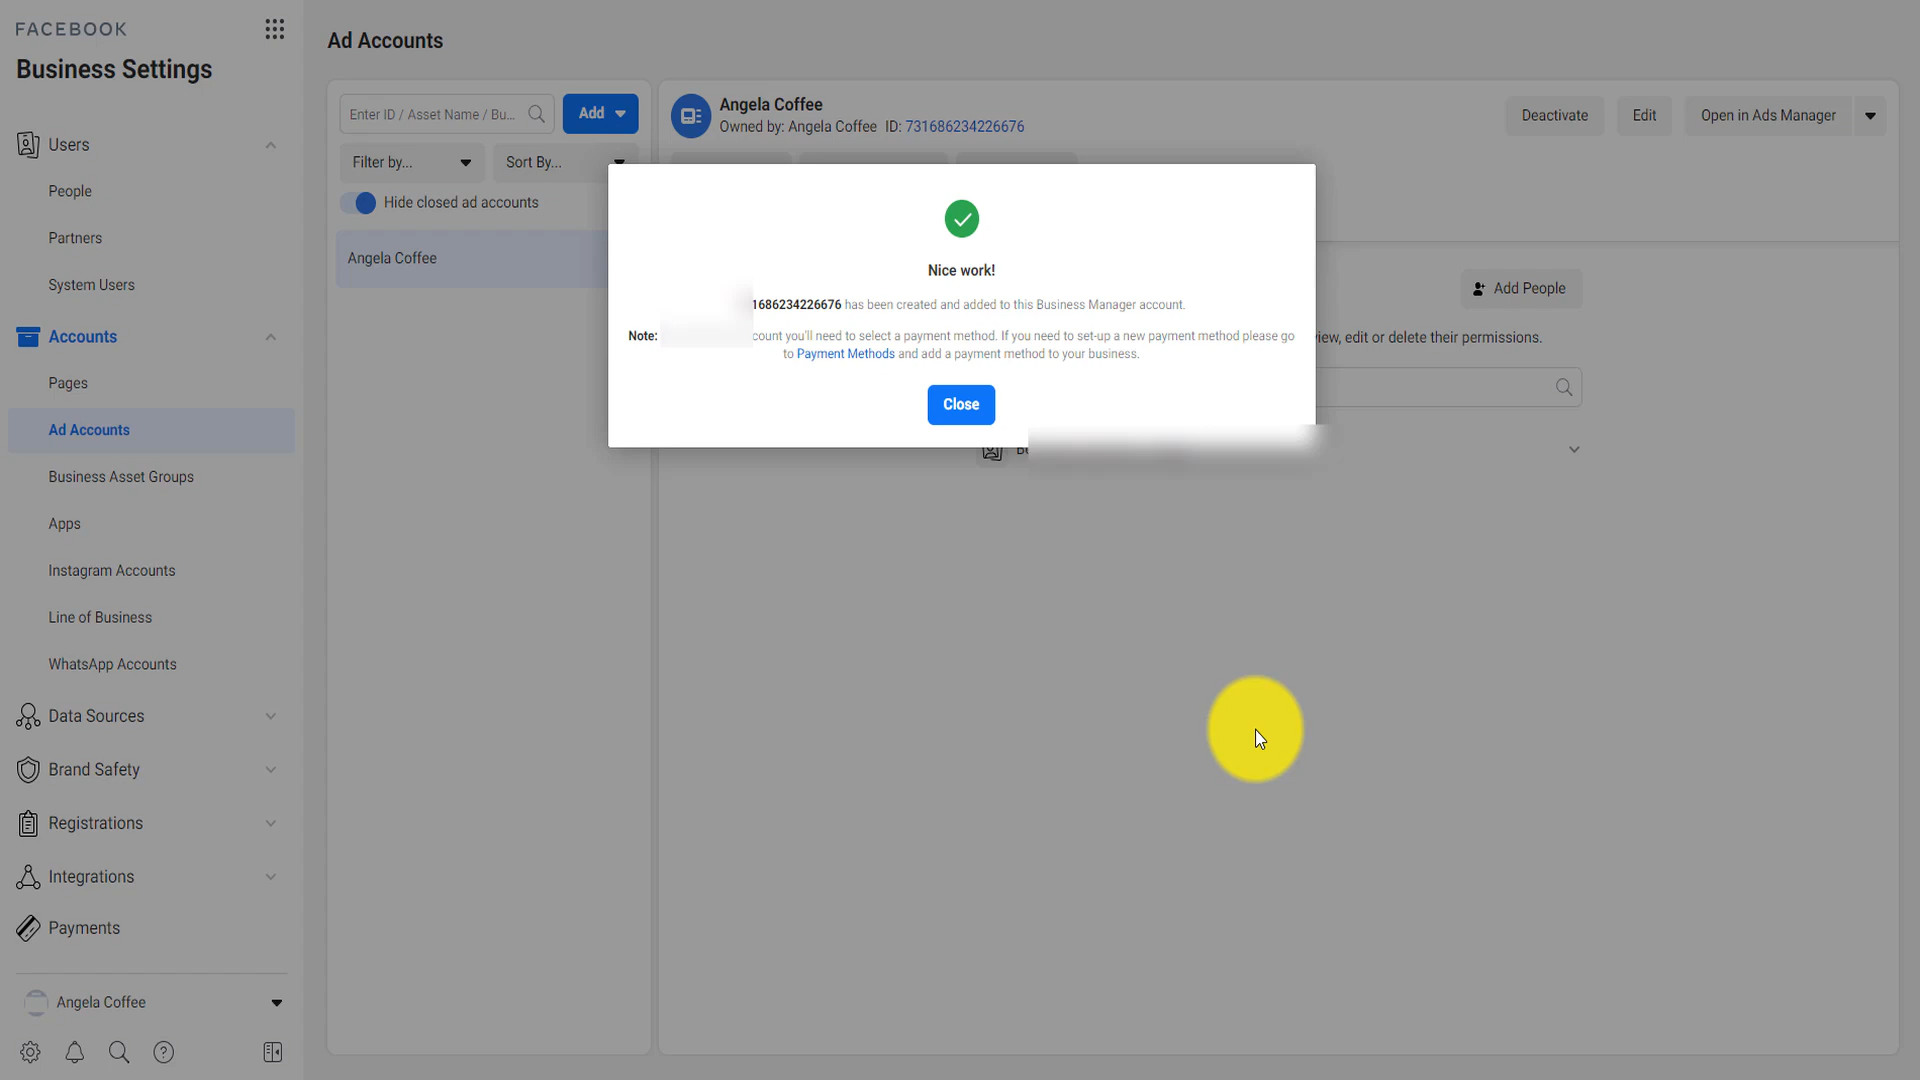 FACEBOOK
Business Settings
Users
People
Partners
System Users
Accounts
Pages
Ad Accounts
Business Asset Groups
Apps
Instagram Accounts
Line of Business
WhatsApp Accounts
Data Sources
Brand Safety
Registrations
Integrations
Payments
Angela Coffee
Ad Accounts
Enter ID / Asset Name / Bu...
Add
Filter by...
Sort By...
Hide closed ad accounts
Angela Coffee
Angela Coffee
Owned by: Angela Coffee ID: 731686234226676
Deactivate
Edit
Open in Ads Manager
Add People
view, edit or delete their permissions.
Nice work!
1686234226676 has been created and added to this Business Manager account.
Note: count you'll need to select a payment method. If you need to set-up a new payment method please go
to Payment Methods and add a payment method to your business.
Close